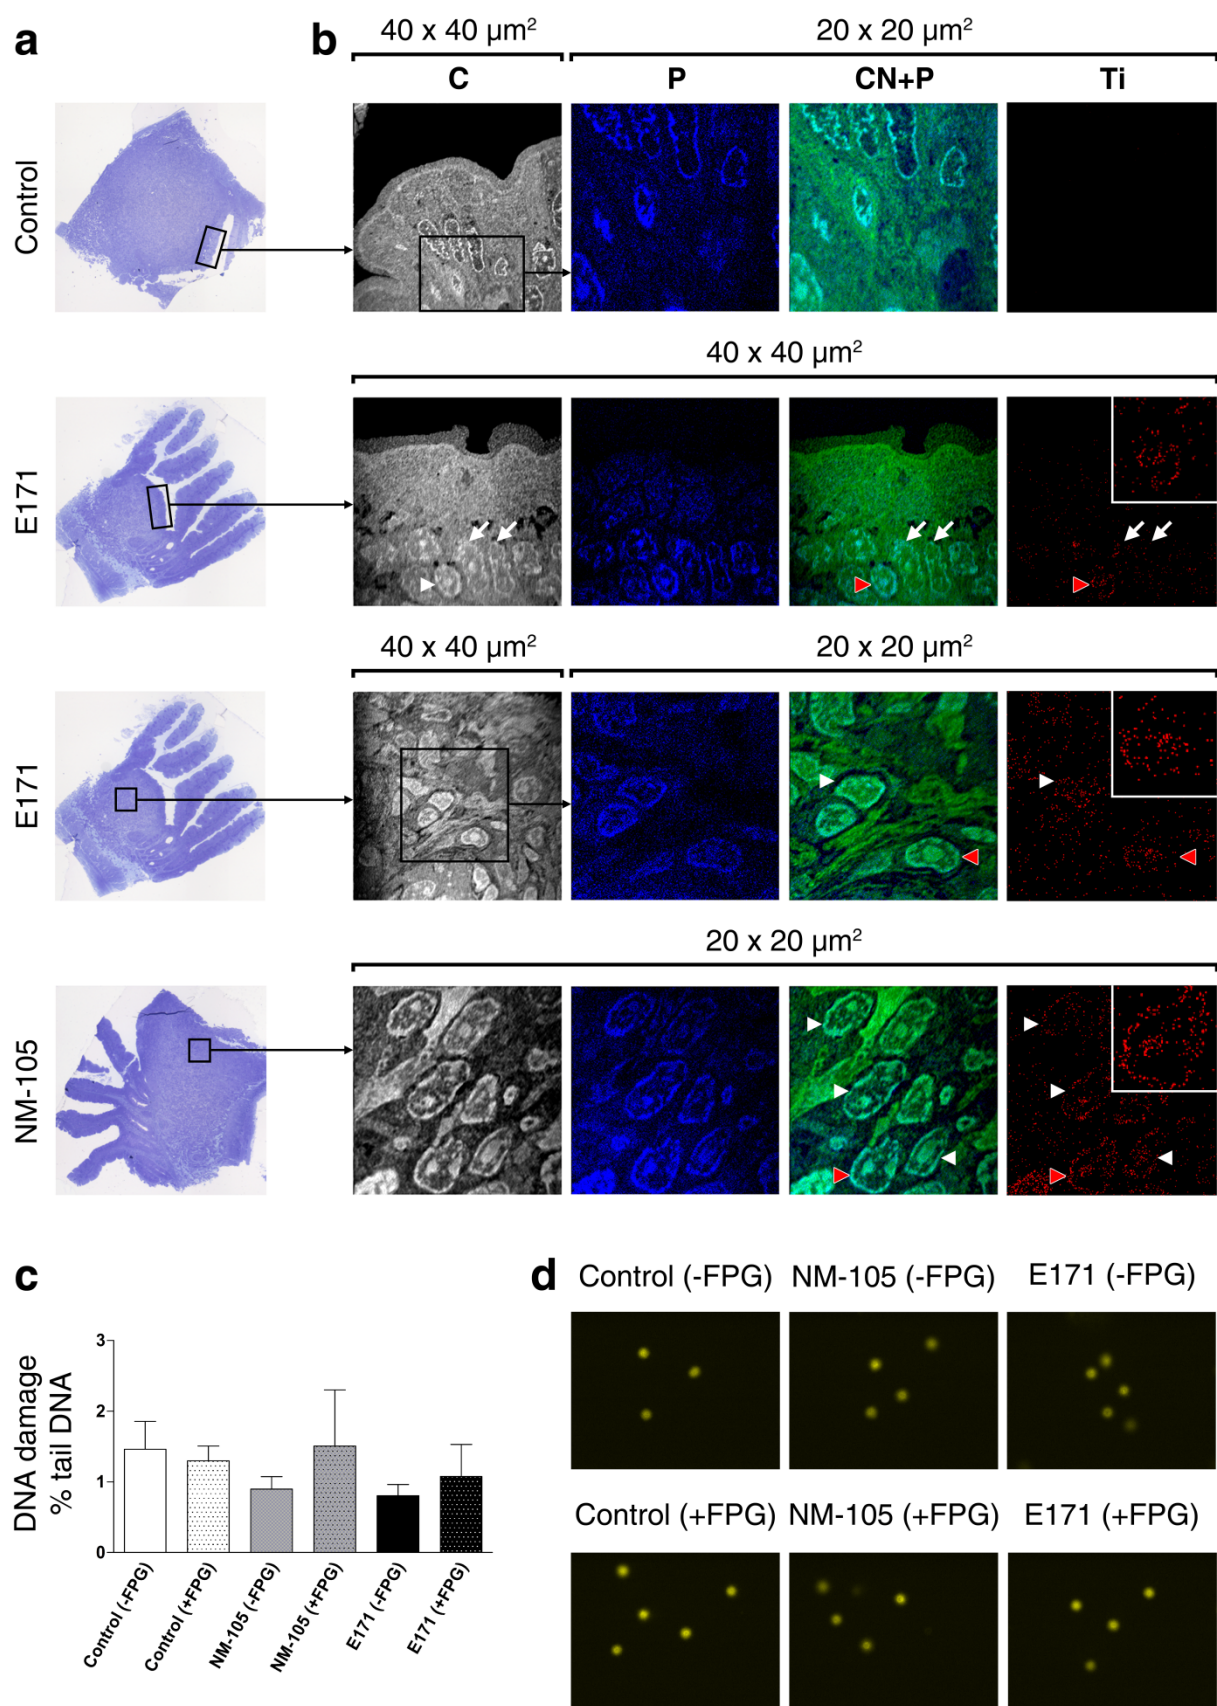 a
b
40 x 40 µm²
20 x 20 µm²
C
P
CN+P
Ti
Control
40 x 40 µm²
E171
40 x 40 µm²
20 x 20 µm²
E171
20 x 20 µm²
NM-105
c
DNA damage
% tail DNA
3
2
1
0
Control (-FPG)
Control (+FPG)
NM-105 (-FPG)
NM-105 (+FPG)
E171 (-FPG)
E171 (+FPG)
d
Control (-FPG)
NM-105 (-FPG)
E171 (-FPG)
Control (+FPG)
NM-105 (+FPG)
E171 (+FPG)